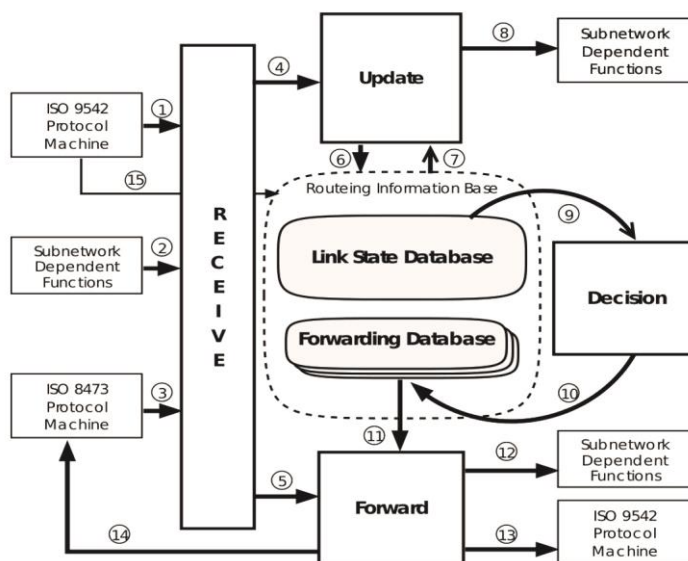 ⑧
Subnetwork
Dependent
Functions
④
Update
ISO 9542
Protocol
Machine
①
⑥
⑦
⑮
Routeing Information Base
⑨
R
E
C
E
I
V
E
Link State Database
Subnetwork
Dependent
Functions
②
Decision
Forwarding Database
ISO 8473
Protocol
Machine
③
⑩
⑪
⑫
Subnetwork
Dependent
Functions
⑤
Forward
⑭
⑬
ISO 9542
Protocol
Machine